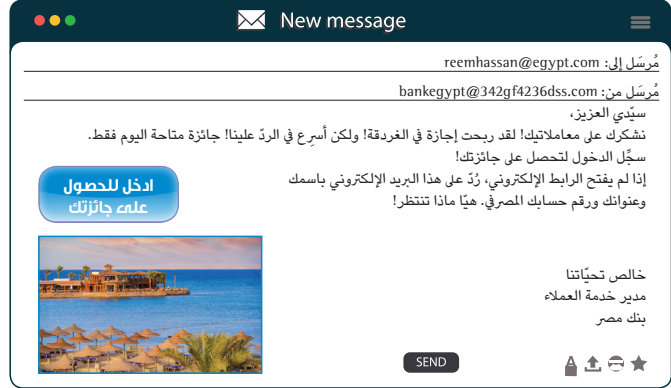 New message
مُرسَل إلى: reemhassan@egypt.com
مُرسَل من: bankegypt@342gf4236dss.com
سيّدي العزيز،
نشكرك على معاملاتيك! لقد ربحت إجازة في الغردقة! ولكن أسرِع في الردّ علينا! جائزة متاحة اليوم فقط.
سجِّل الدخول لتحصل على جائزتك!
إذا لم يفتح الرابط الإلكتروني، رُدّ على هذا البريد الإلكتروني باسمك
وعنوانك ورقم حسابك المصرفي. هيّا ماذا تنتظر!
ادخل للحصول
على جائزتك
خالص تحيّاتنا
مدير خدمة العملاء
بنك مصر
SEND